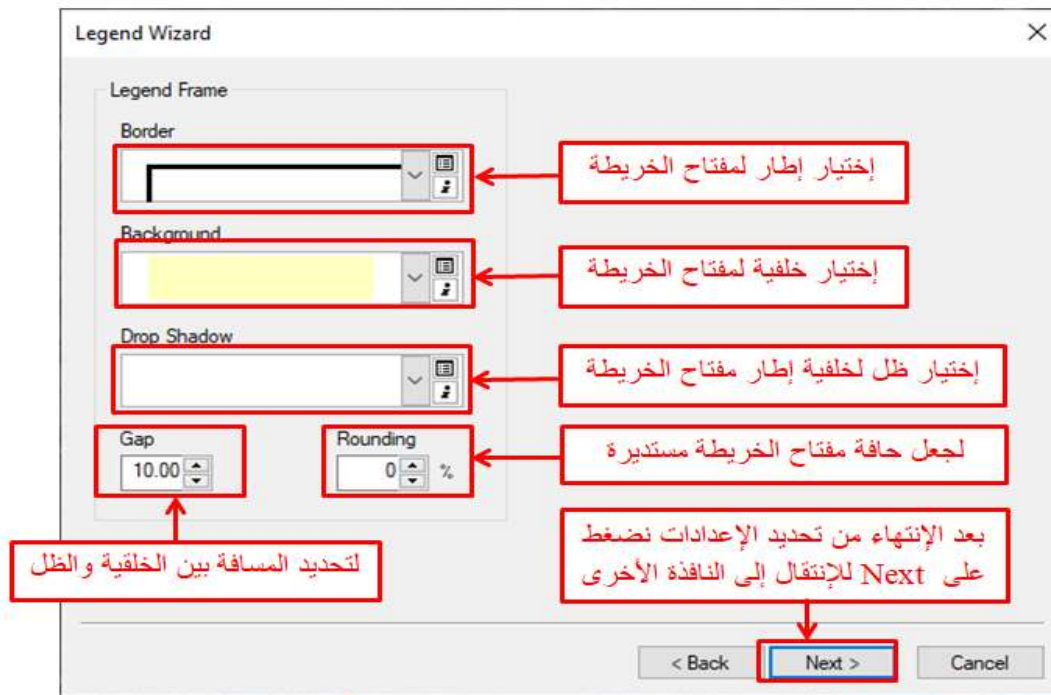 Legend Wizard
Legend Frame
Border
إختيار إطار لمفتاح الخريطة
Background
إختيار خلفية لمفتاح الخريطة
Drop Shadow
إختيار ظل لخلفية إطار مفتاح الخريطة
Gap
Rounding
10.00
0 %
لجعل حافة مفتاح الخريطة مستديرة
لتحديد المسافة بين الخلقية والظل
بعد الإنتهاء من تحديد الإعدادات نضغط
على Next للإنتقال إلى النافذة الأخرى
< Back
Next >
Cancel